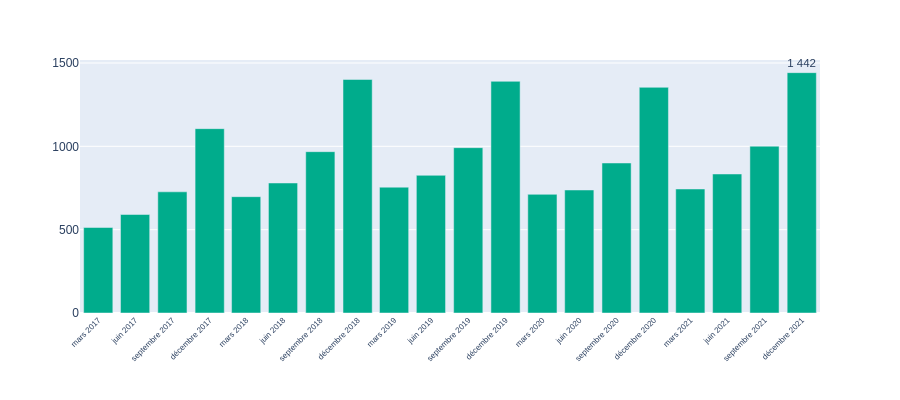 1500
1000
500
0
1 442
mars 2017
juin 2017
septembre 2017
décembre 2017
mars 2018
juin 2018
septembre 2018
décembre 2018
mars 2019
juin 2019
septembre 2019
décembre 2019
mars 2020
juin 2020
septembre 2020
décembre 2020
mars 2021
juin 2021
septembre 2021
décembre 2021